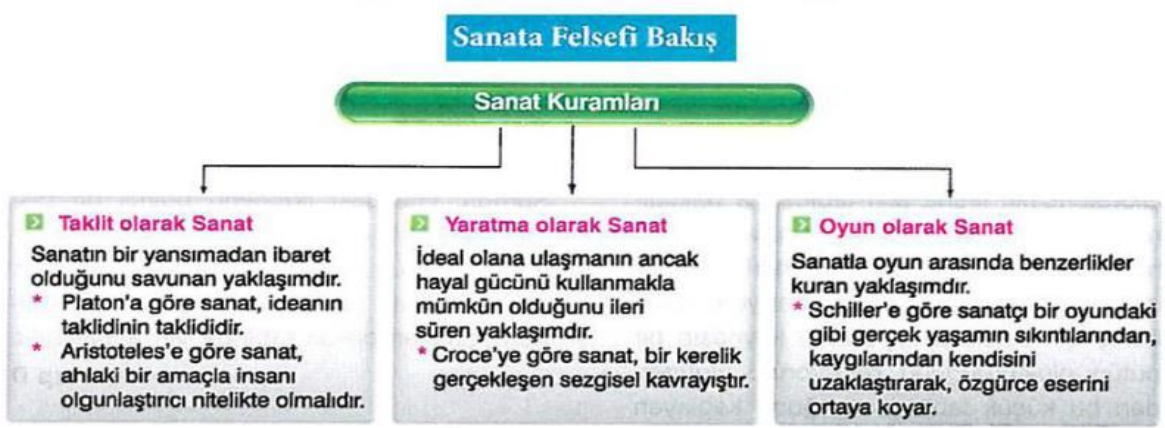 Sanata Felsefi Bakış
Sanat Kuramları
Taklit olarak Sanat
Sanatın bir yansımadan ibaret
olduğunu savunan yaklaşımdır.
* Platon'a göre sanat, ideanın
taklidinin taklididir.
* Aristoteles'e göre sanat,
ahlaki bir amaçla insanı
olgunlaştırıcı nitelikte olmalıdır.
Yaratma olarak Sanat
İdeal olana ulaşmanın ancak
hayal gücünü kullanmakla
mümkün olduğunu ileri
süren yaklaşımdır.
* Croce'ye göre sanat, bir kerelik
gerçekleşen sezgisel kavrayıştır.
Oyun olarak Sanat
Sanatla oyun arasında benzerlikler
kuran yaklaşımdır.
* Schiller'e göre sanatçı bir oyundaki
gibi gerçek yaşamın sıkıntılarından,
kaygılarından kendisini
uzaklaştırarak, özgürce eserini
ortaya koyar.